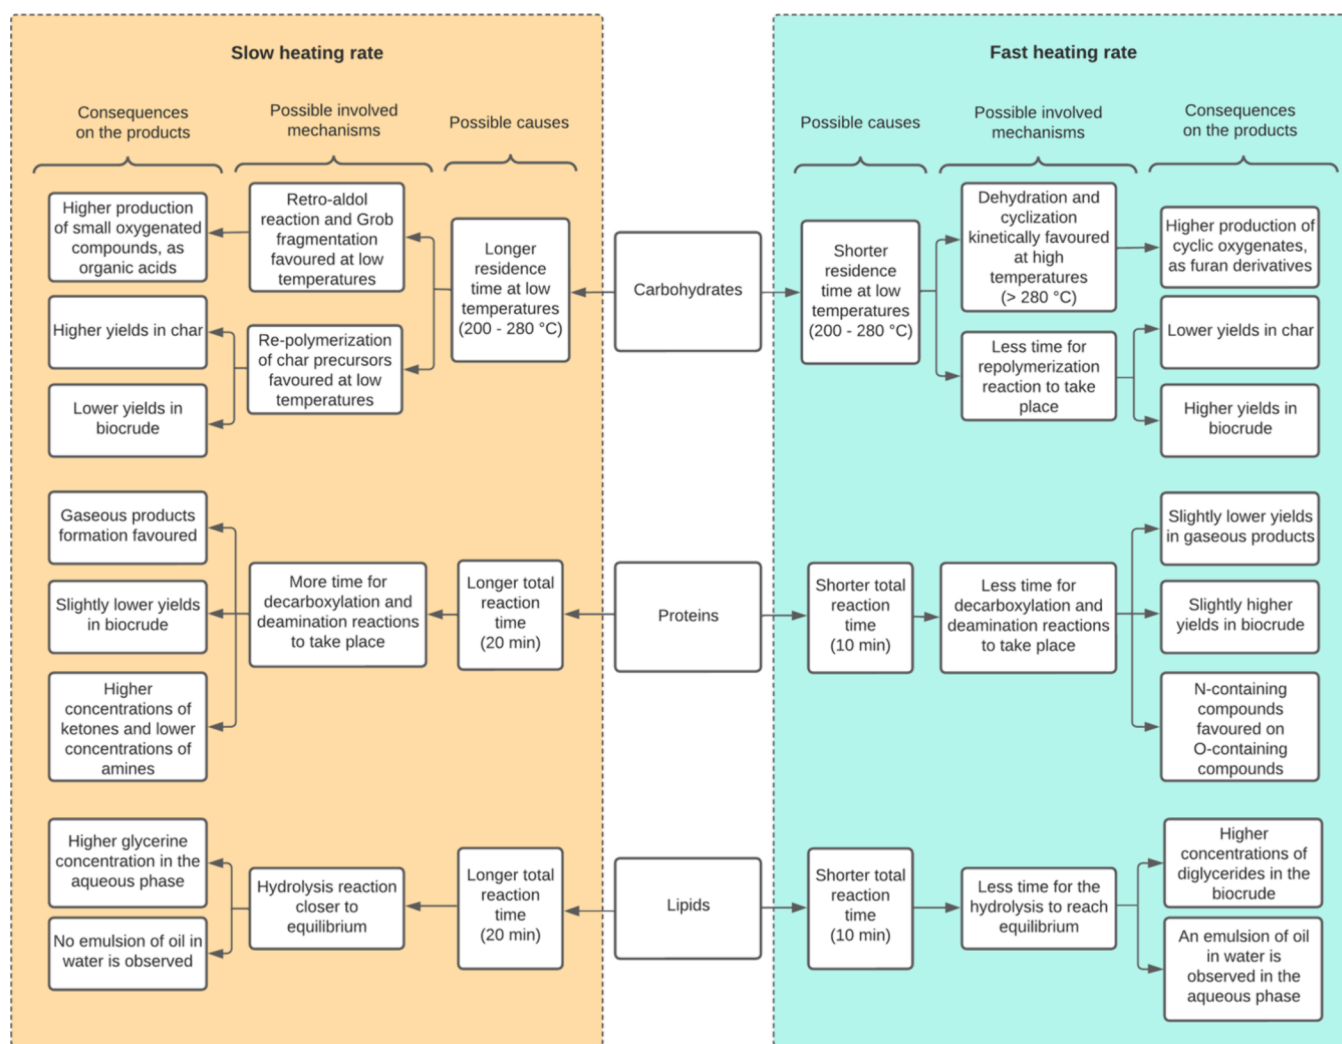 Slow heating rate
Consequences
on the products
Possible involved
mechanisms
Possible causes
Higher production
of small oxygenated
compounds, as
organic acids
Retro-aldol
reaction and Grob
fragmentation
favoured at low
temperatures
Longer
residence
time at low
temperatures
(200 - 280 °C)
Higher yields in char
Re-polymerization
of char precursors
favoured at low
temperatures
Lower yields in
biocrude
Carbohydrates
Gaseous products
formation favoured
Slightly lower yields
in biocrude
Higher
concentrations of
ketones and lower
concentrations of
amines
More time for
decarboxylation and
deamination reactions
to take place
Longer total
reaction
time
(20 min)
Proteins
Higher glycerine
concentration in the
aqueous phase
No emulsion of oil in
water is observed
Hydrolysis reaction
closer to
equilibrium
Longer total
reaction
time
(20 min)
Lipids
Fast heating rate
Possible causes
Possible involved
mechanisms
Consequences
on the products
Shorter
residence
time at low
temperatures
(200 - 280 °C)
Dehydration and
cyclization
kinetically favoured
at high
temperatures
(> 280 °C)
Higher production of
cyclic oxygenates,
as furan derivatives
Less time for
repolymerization
reaction to take
place
Lower yields in char
Higher yields in
biocrude
Shorter total
reaction
time
(10 min)
Less time for
decarboxylation and
deamination reactions
to take place
Slightly lower yields
in gaseous products
Slightly higher
yields in biocrude
N-containing
compounds
favoured on
O-containing
compounds
Shorter total
reaction
time
(10 min)
Less time for the
hydrolysis to reach
equilibrium
Higher
concentrations of
diglycerides in the
biocrude
An emulsion of oil
in water is
observed in the
aqueous phase